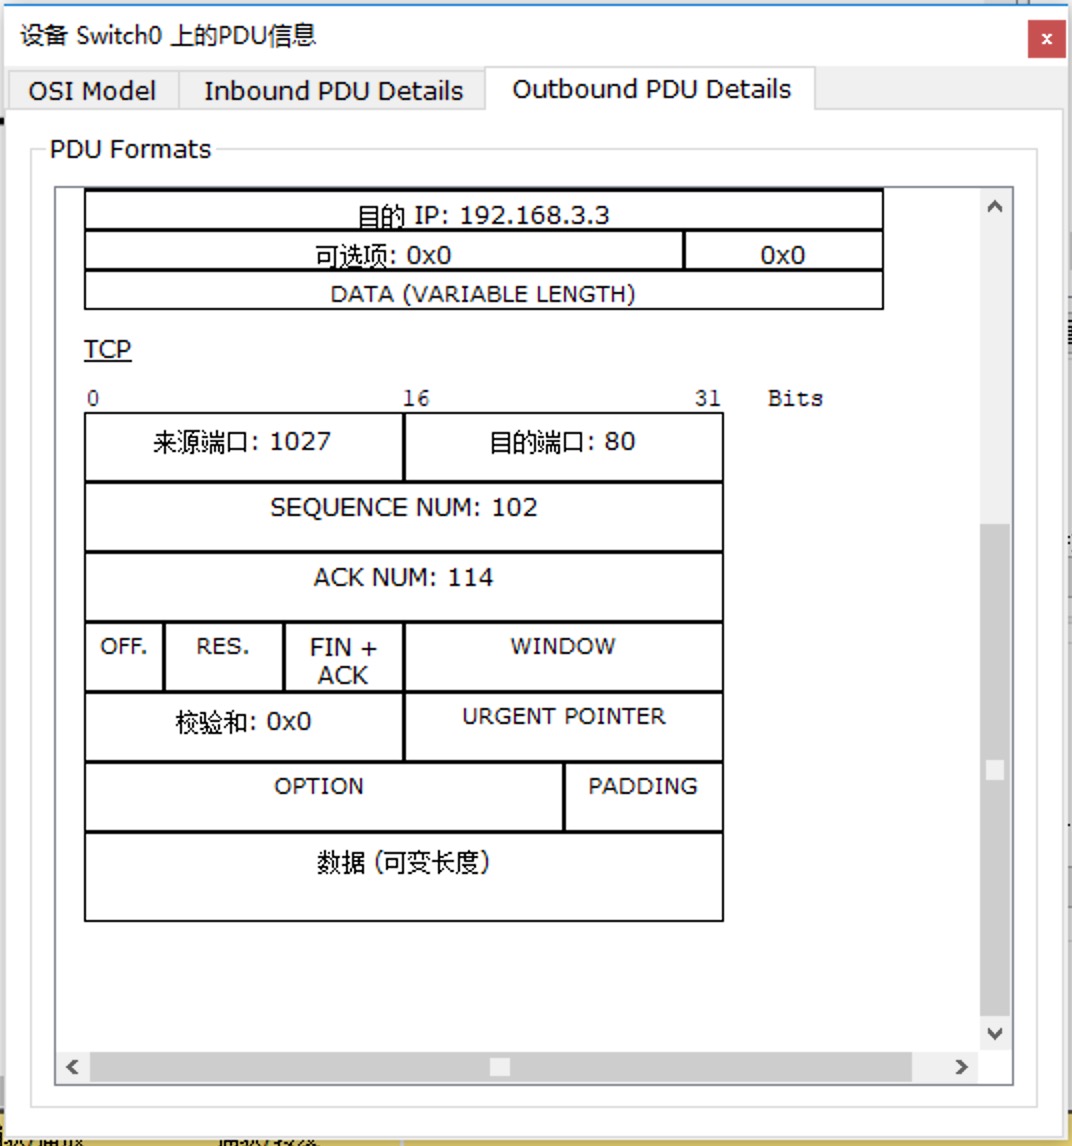 设备 Switch0 上的PDU信息
x
OSI Model
Inbound PDU Details
Outbound PDU Details
PDU Formats
目的 IP: 192.168.3.3
可选项: 0x0
0x0
DATA (VARIABLE LENGTH)
TCP
0 16 31 Bits
来源端口: 1027
目的端口: 80
SEQUENCE NUM: 102
ACK NUM: 114
OFF.
RES.
FIN +
ACK
WINDOW
校验和: 0x0
URGENT POINTER
OPTION
PADDING
数据 (可变长度)